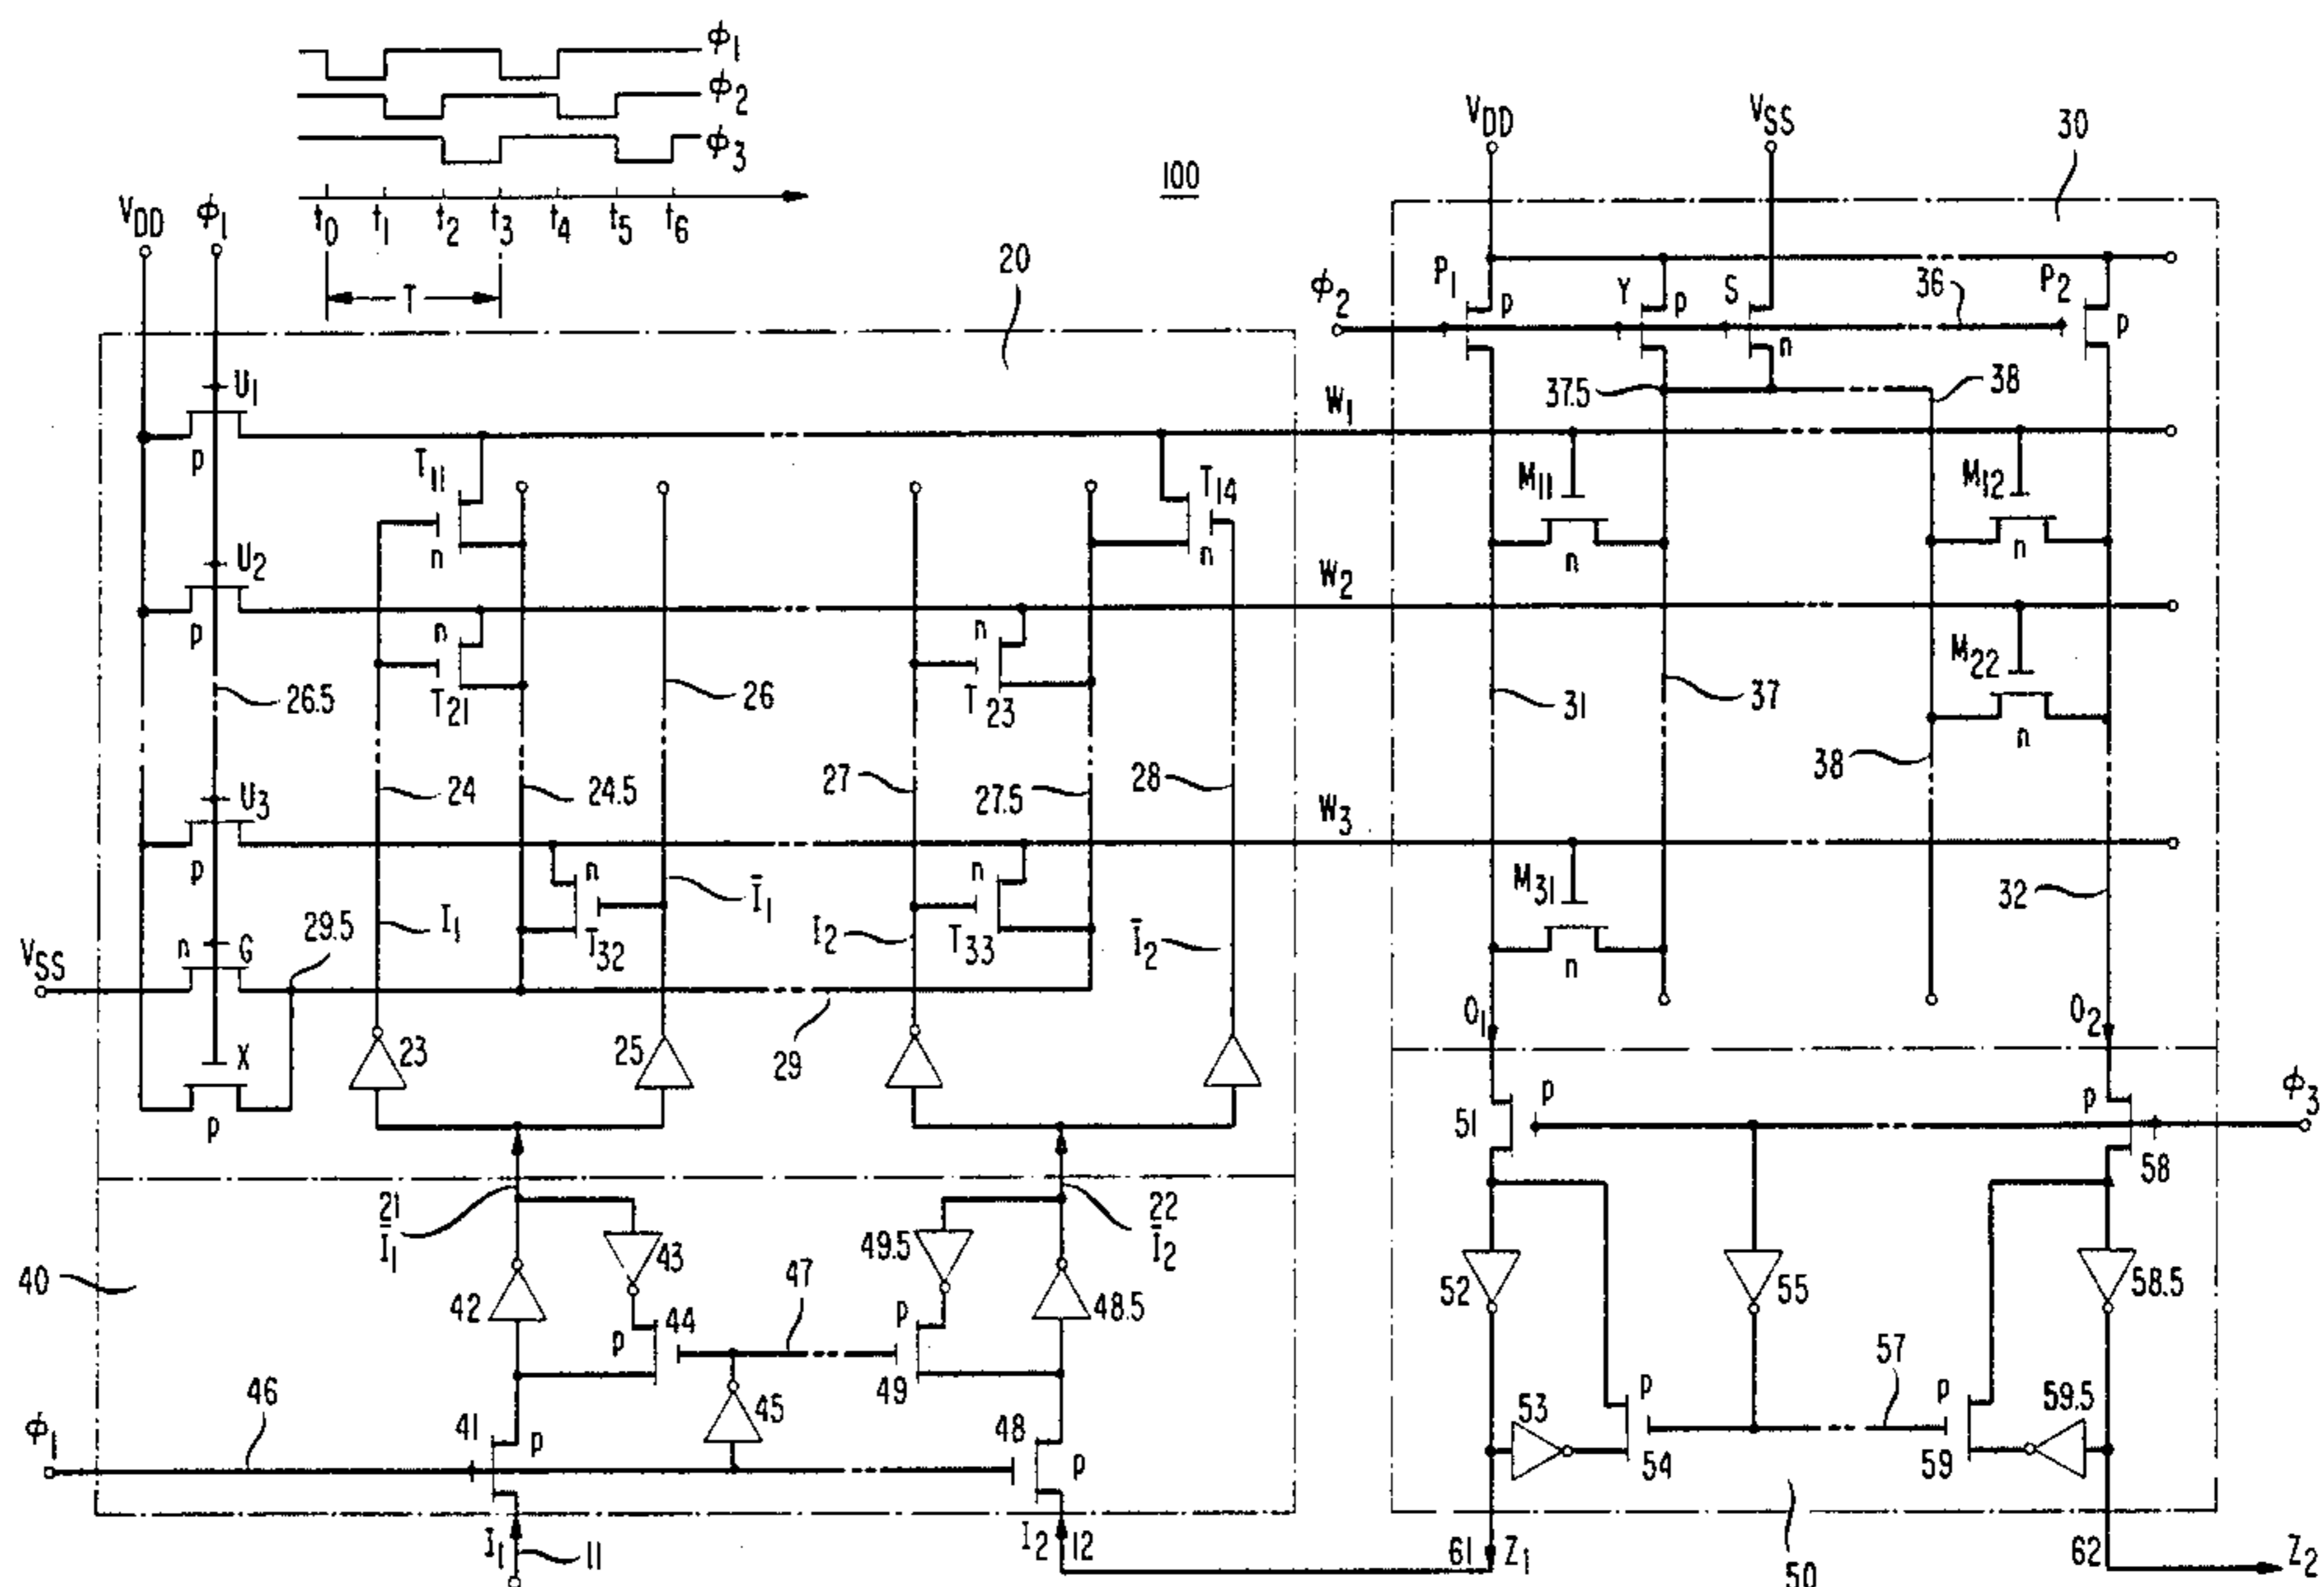 ϕ1
ϕ2
ϕ3
t0 t1 t2 t3 t4 t5 t6
T
100
VDD ϕ1
20
VDD VSS
30
ϕ2 P1 p Y p S n 36 P2 p
37.5 38
U1 p
W1
T11 n
T14 n
M11 n
M12 n
U2 p
W2
n T21
n T23
M22 n
26.5
26
31
37
24
24.5
27
27.5
28
38
U3 p
W3
n T32
n T33
I1
Ī1
I2
Ī2
M31 n
32
VSS n G 29.5
29
O1 O2
X p
23 25
51 p
p 58
ϕ3
21 Ī1
22 Ī2
40
42 43 p 44
47
49.5 p 49 48.5
52 55 58.5
46
41 p 45 48 p
ϕ1
53 p 54
57
p 59 59.5
I1 11
I2 12
61 Z1
50
62 Z2